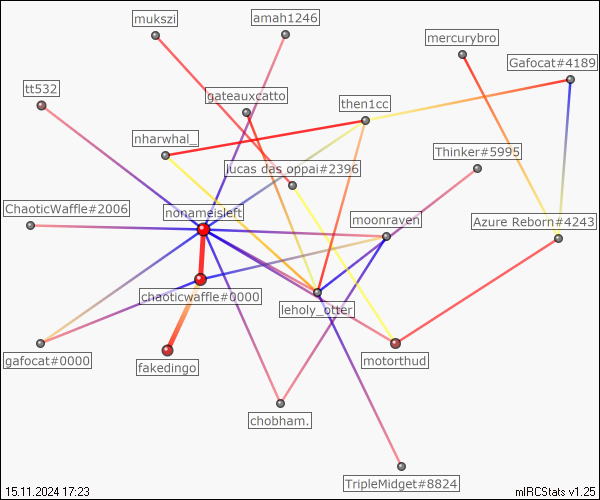 mukszi
amah1246
mercurybro
Gafocat#4189
tt532
gateauxcatto
then1cc
nharwhal_
Thinker#5995
lucas das oppai#2396
ChaoticWaffle#2006
nonameisleft
moonraven
Azure Reborn#4243
chaoticwaffle#0000
leholy_otter
gafocat#0000
fakedingo
motorthud
chobham.
TripleMidget#8824
15.11.2024 17:23
mIRCStats v1.25